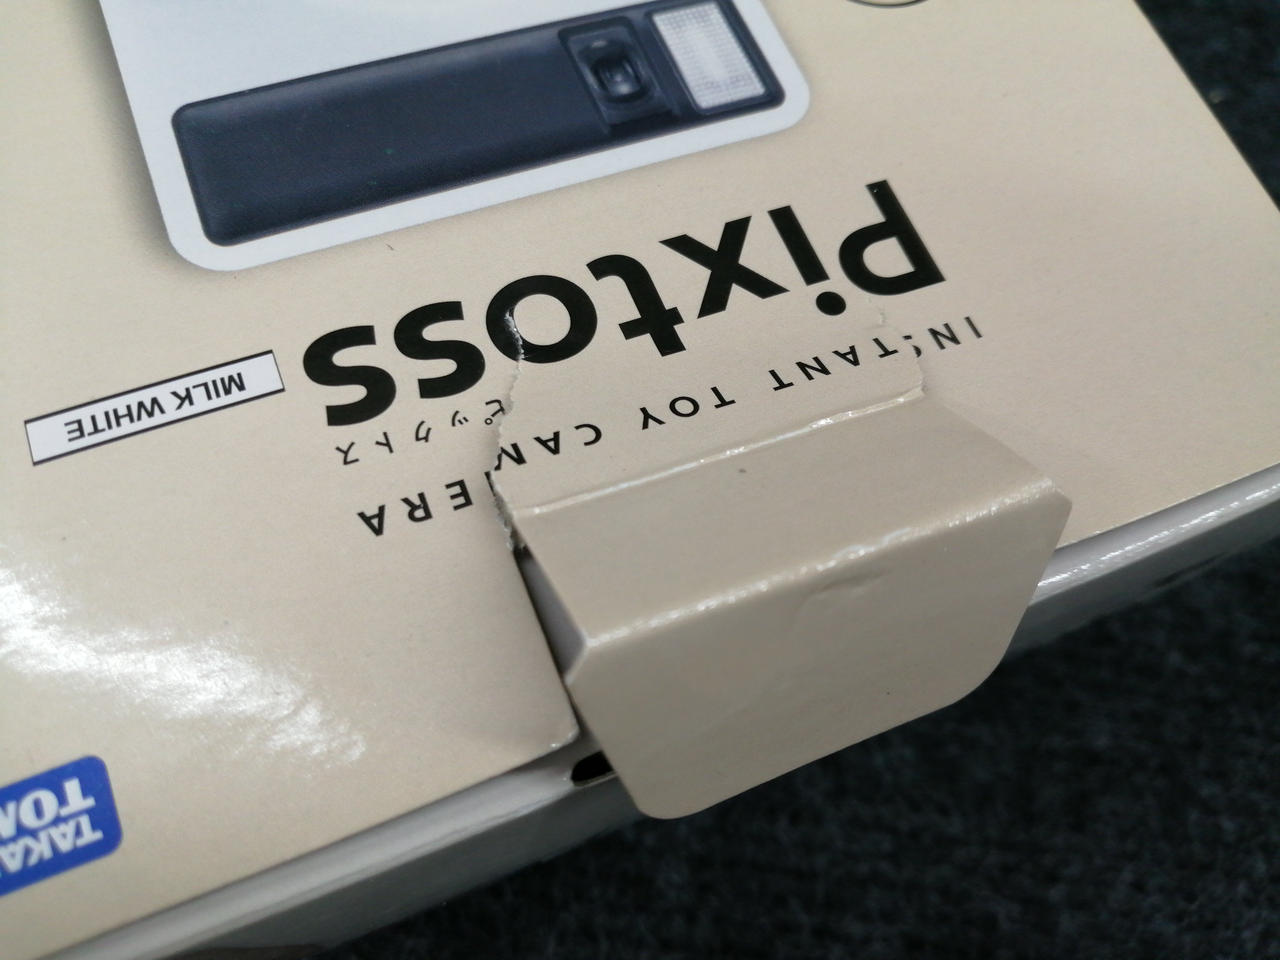 INSTANT TOY CAMERA
Pixtoss
ピックトス
MILK WHITE